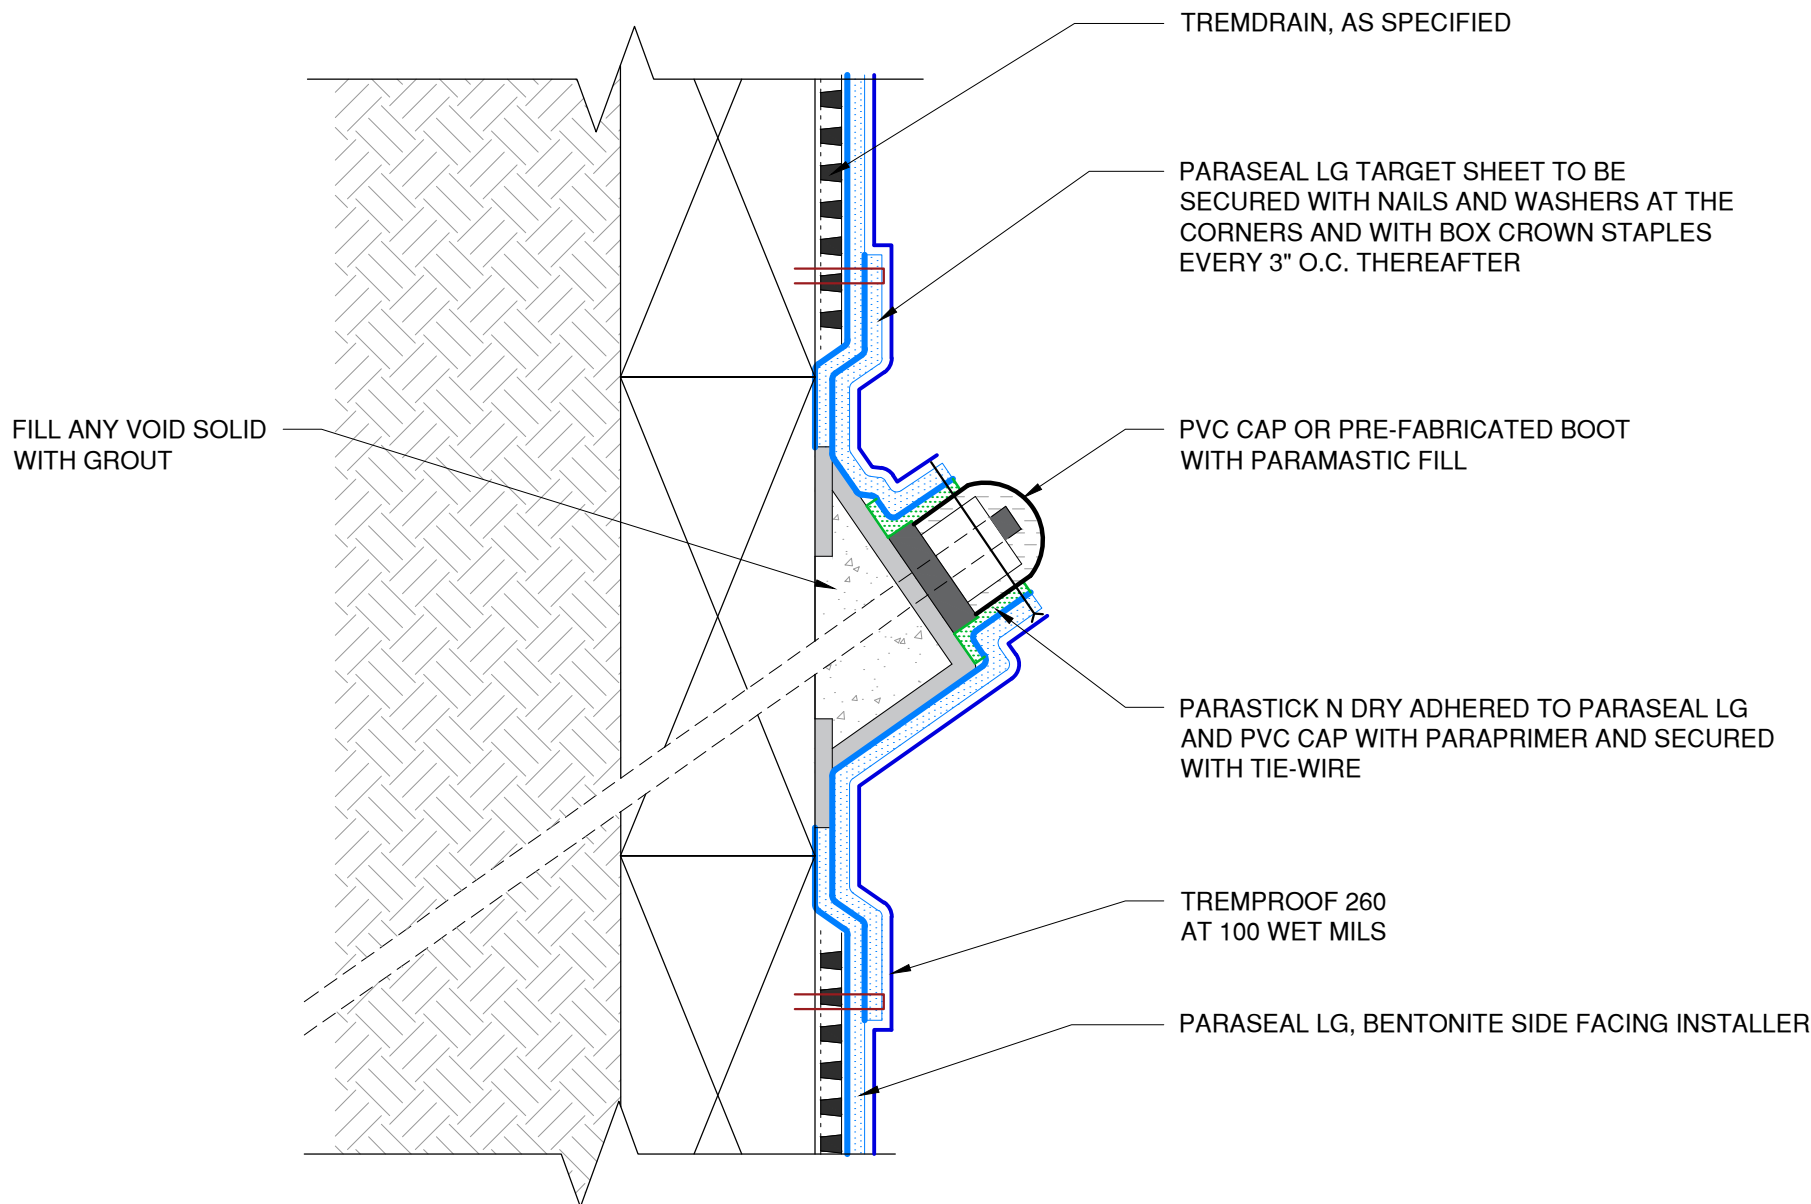 TREMDRAIN, AS SPECIFIED
PARASEAL LG TARGET SHEET TO BE
SECURED WITH NAILS AND WASHERS AT THE
CORNERS AND WITH BOX CROWN STAPLES
EVERY 3" O.C. THEREAFTER
FILL ANY VOID SOLID
WITH GROUT
PVC CAP OR PRE-FABRICATED BOOT
WITH PARAMASTIC FILL
PARASTICK N DRY ADHERED TO PARASEAL LG
AND PVC CAP WITH PARAPRIMER AND SECURED
WITH TIE-WIRE
TREMPROOF 260
AT 100 WET MILS
PARASEAL LG, BENTONITE SIDE FACING INSTALLER